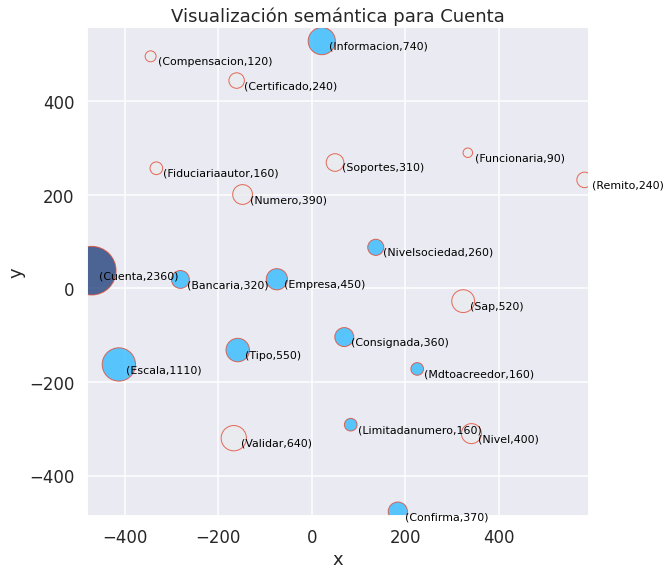 Visualización semántica para Cuenta
(Informacion,740)
(Compensacion,120)
(Certificado,240)
400
(Funcionaria,90)
(Soportes,310)
(Fiduciariaautor,160)
(Remito,240)
200
(Numero,390)
(Nivelsociedad,260)
y
(Cuenta,2360)
(Bancaria,320)
(Empresa,450)
0
(Sap,520)
(Consignada,360)
(Tipo,550)
(Escala,1110)
(Mdtoacreedor,160)
−200
(Limitadanumero,160)
(Nivel,400)
(Validar,640)
−400
(Confirma,370)
−400 −200 0 200 400
x